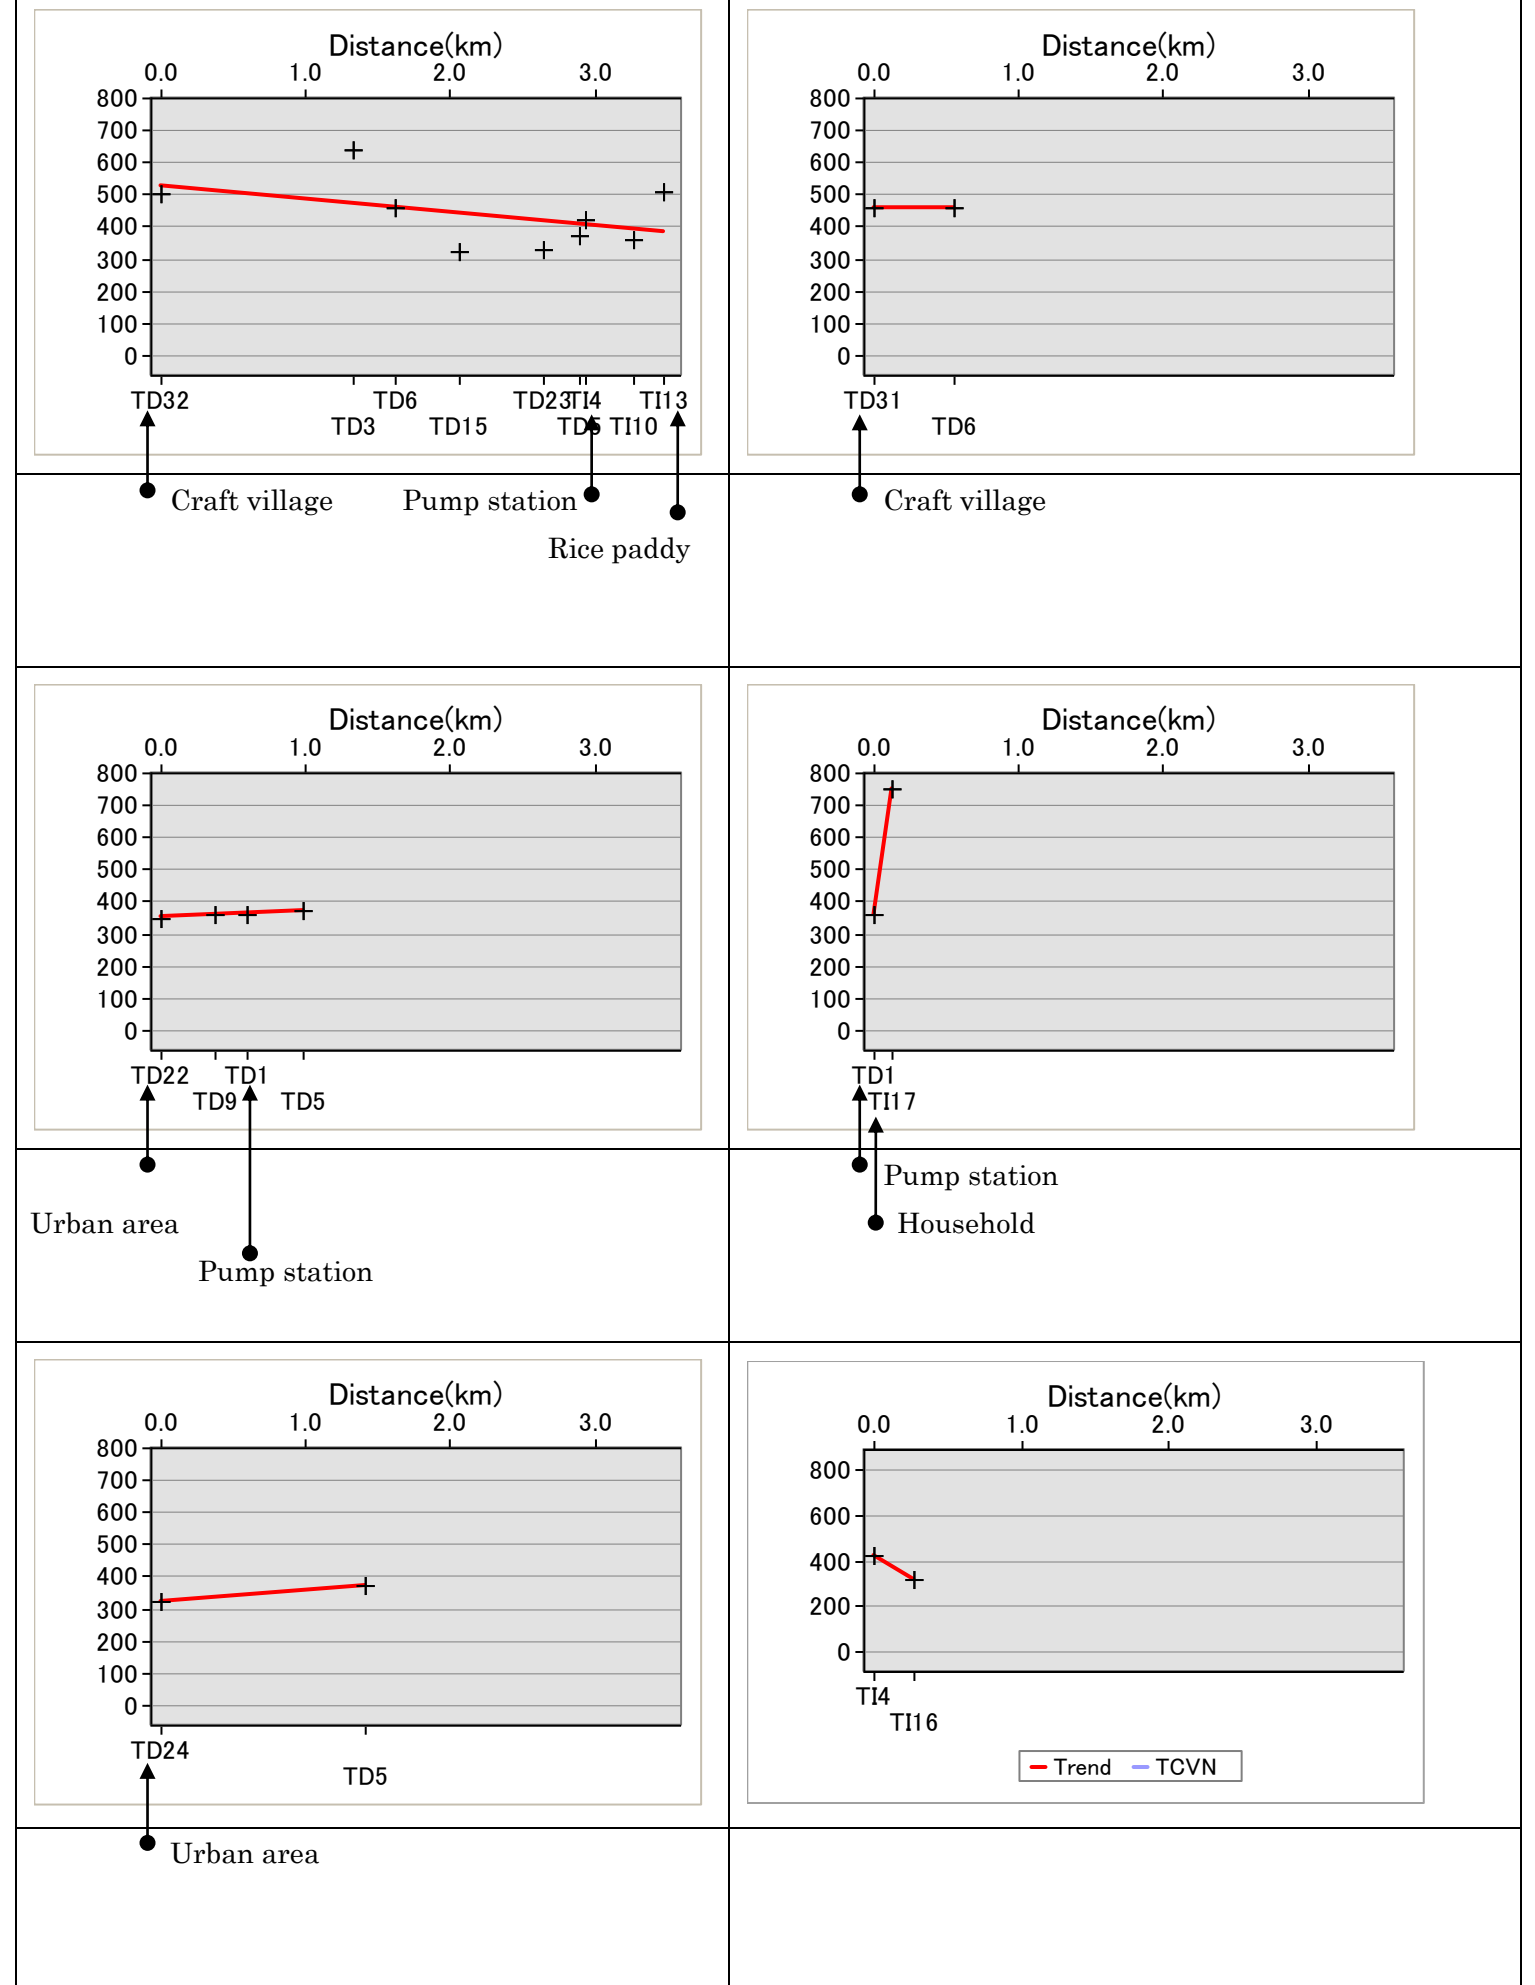 Distance(km)
0.0 1.0 2.0 3.0
800
700
600
500
400
300
200
100
0
TD32 TD6 TD23 TI4 TI13
TD3 TD15 TD5 TI10
Craft village Pump station
Rice paddy
Distance(km)
0.0 1.0 2.0 3.0
800
700
600
500
400
300
200
100
0
TD31
TD6
Craft village
Distance(km)
0.0 1.0 2.0 3.0
800
700
600
500
400
300
200
100
0
TD22 TD1
TD9 TD5
Urban area
Pump station
Distance(km)
0.0 1.0 2.0 3.0
800
700
600
500
400
300
200
100
0
TD1
TI17
Pump station
Household
Distance(km)
0.0 1.0 2.0 3.0
800
700
600
500
400
300
200
100
0
TD24
TD5
Urban area
Distance(km)
0.0 1.0 2.0 3.0
800
600
400
200
0
TI4
TI16
Trend TCVN